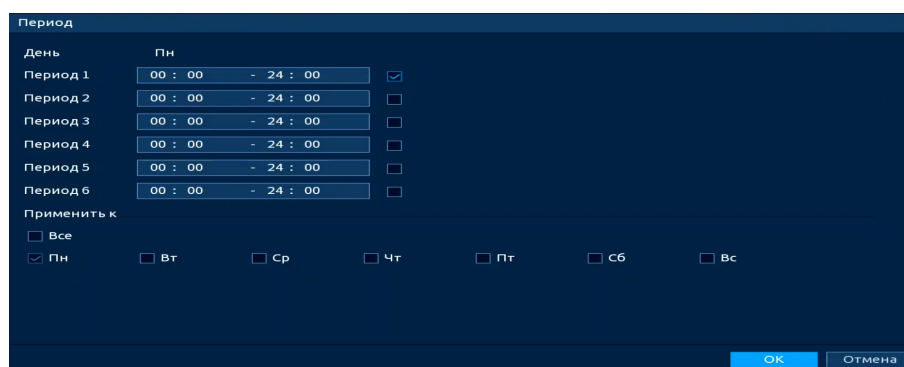 Период
День Пн
Период 1 00 : 00 - 24 : 00
Период 2 00 : 00 - 24 : 00
Период 3 00 : 00 - 24 : 00
Период 4 00 : 00 - 24 : 00
Период 5 00 : 00 - 24 : 00
Период 6 00 : 00 - 24 : 00
Применить к
Все
Пн Вт Ср Чт Пт Сб Вс
OK Отмена